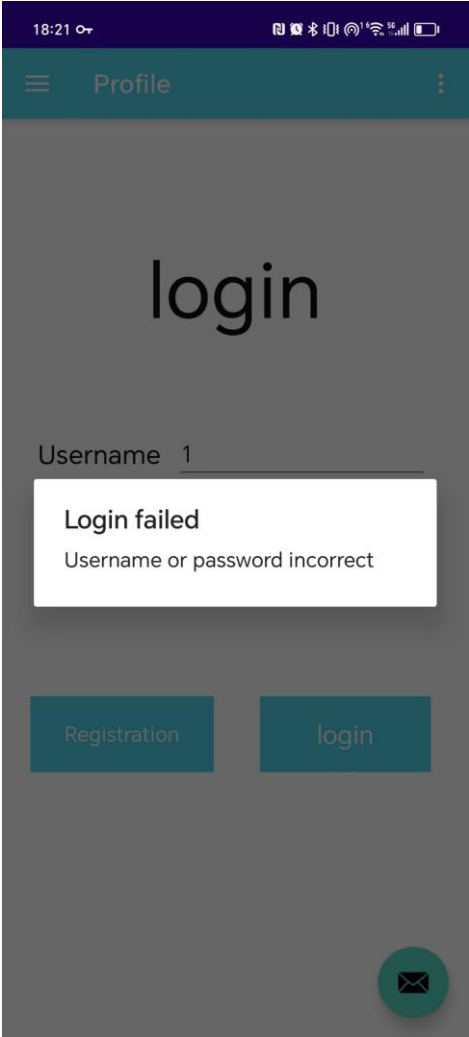 18:21
Profile
login
Username 1
Login failed
Username or password incorrect
Registration login